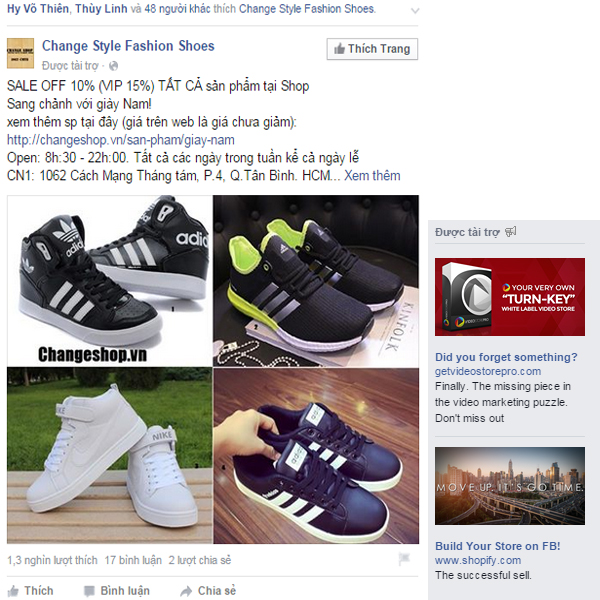 Hy Võ Thiên, Thùy Linh và 48 người khác thích Change Style Fashion Shoes.
Change Style Fashion Shoes
Thích Trang
Được tài trợ ·
SALE OFF 10% (VIP 15%) TẤT CẢ sản phẩm tại Shop
Sang chảnh với giày Nam!
xem thêm sp tại đây (giá trên web là giá chưa giảm):
http://changeshop.vn/san-pham/giay-nam
Open: 8h:30 - 22h:00. Tất cả các ngày trong tuần kể cả ngày lễ
CN1: 1062 Cách Mạng Tháng tám, P.4, Q.Tân Bình. HCM... Xem thêm
adidas
1
Changeshop.vn
adidas
2
KINFOLK
NIKE
adidas
1,3 nghìn lượt thích 17 bình luận 2 lượt chia sẻ
Thích Bình luận Chia sẻ
Được tài trợ
YOUR VERY OWN
"TURN-KEY"
WHITE LABEL VIDEO STORE
Did you forget something?
getvideostorepro.com
Finally. The missing piece in
the video marketing puzzle.
Don't miss out
MOVE UP. IT'S GO TIME.
Build Your Store on FB!
www.shopify.com
The successful sell.